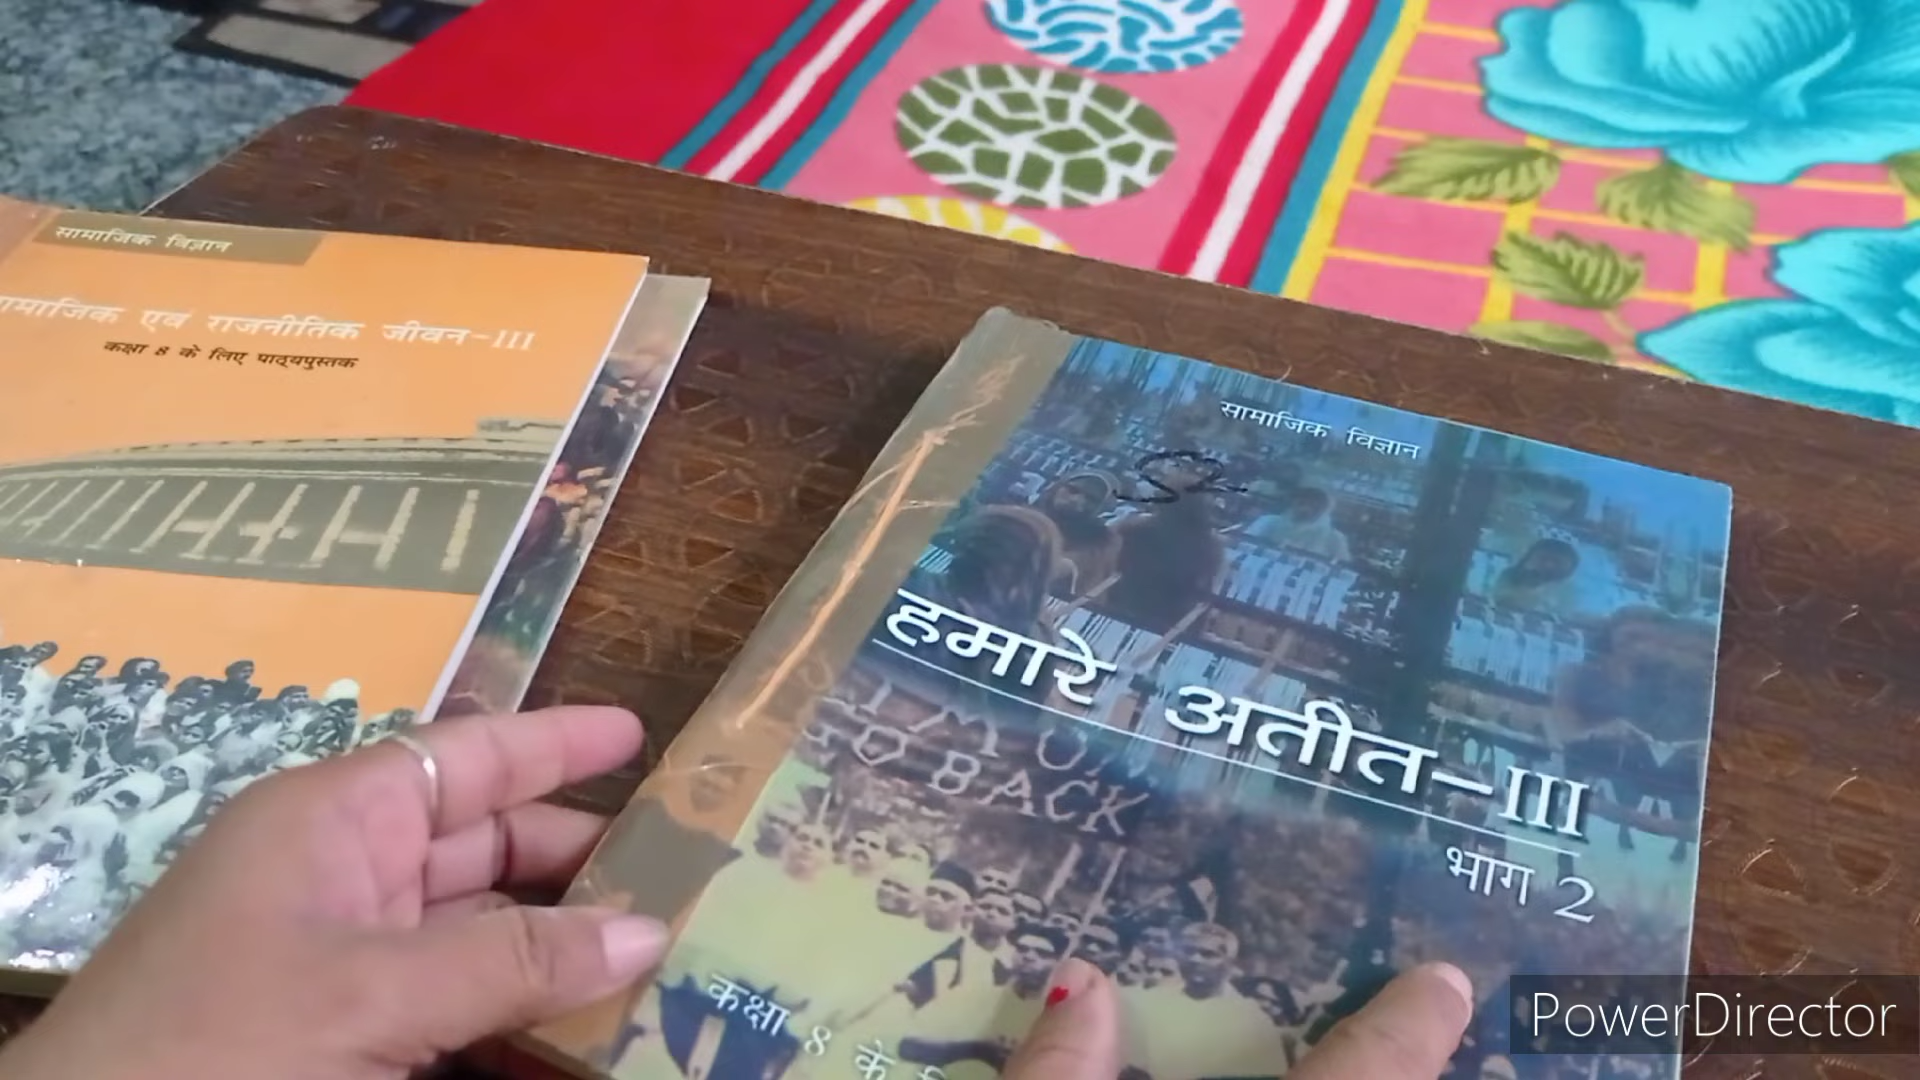 सामाजिक विज्ञान
सामाजिक एवं राजनीतिक जीवन-III
कक्षा 8 के लिए पाठ्यपुस्तक
सामाजिक विज्ञान
हमारे अतीत-III
भाग 2
GO BACK
कक्षा 8 के
PowerDirector